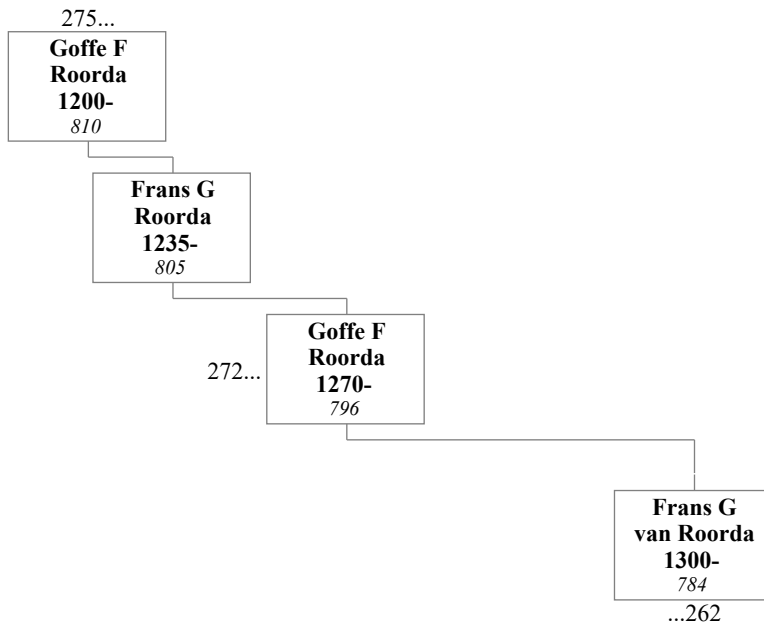 275...
Goffe F
Roorda
1200-
810
Frans G
Roorda
1235-
805
Goffe F
Roorda
1270-
796
272...
Frans G
van Roorda
1300-
784
...262